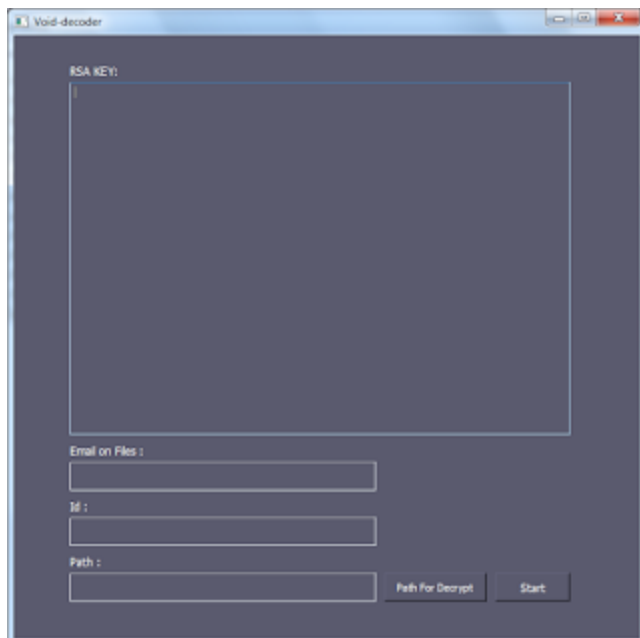 Void-decoder
RSA KEY:
Email on Files :
Id :
Path :
Path For Decrypt
Start